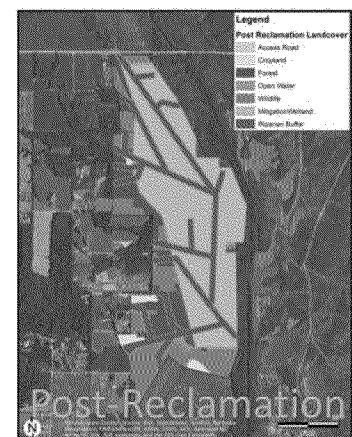 Legend
Post Reclamation Landcover
Access Road
Cropland
Forest
Open Water
Wildlife
Mitigation Wetland
Riparian Buffer
Post-Reclamation
N